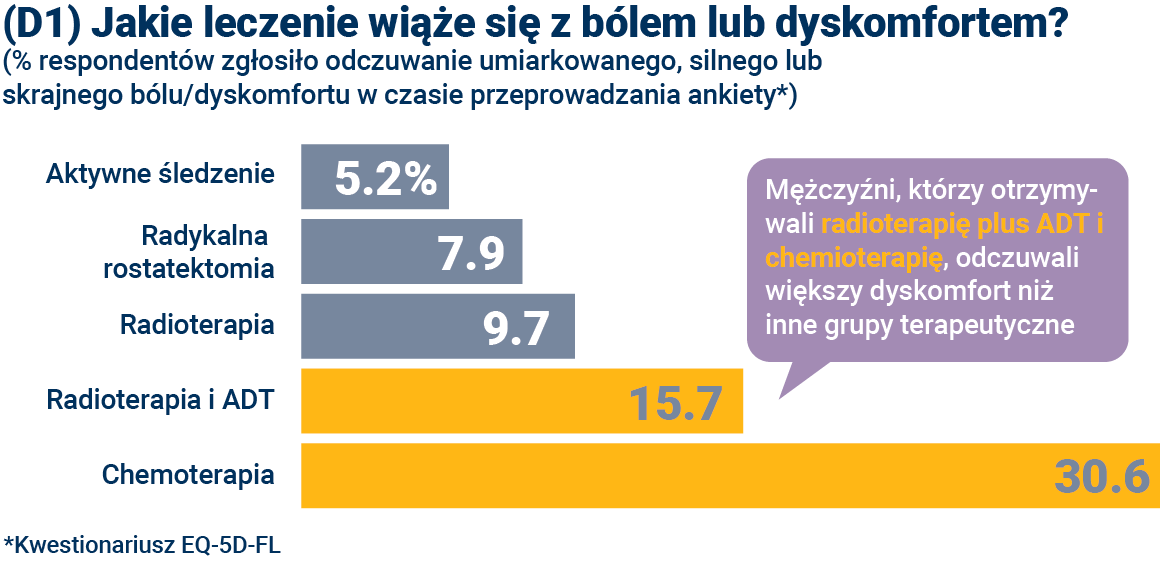 (D1) Jakie leczenie wiąże się z bólem lub dyskomfortem?
(% respondentów zgłosiło odczuwanie umiarkowanego, silnego lub
skrajnego bólu/dyskomfortu w czasie przeprowadzania ankiety*)
Aktywne śledzenie
5.2%
Radykalna
rostatektomia
7.9
Radioterapia
9.7
Radioterapia i ADT
15.7
Chemoterapia
30.6
Mężczyźni, którzy otrzymy-
wali radioterapię plus ADT i
chemioterapię, odczuwali
większy dyskomfort niż
inne grupy terapeutyczne
*Kwestionariusz EQ-5D-FL